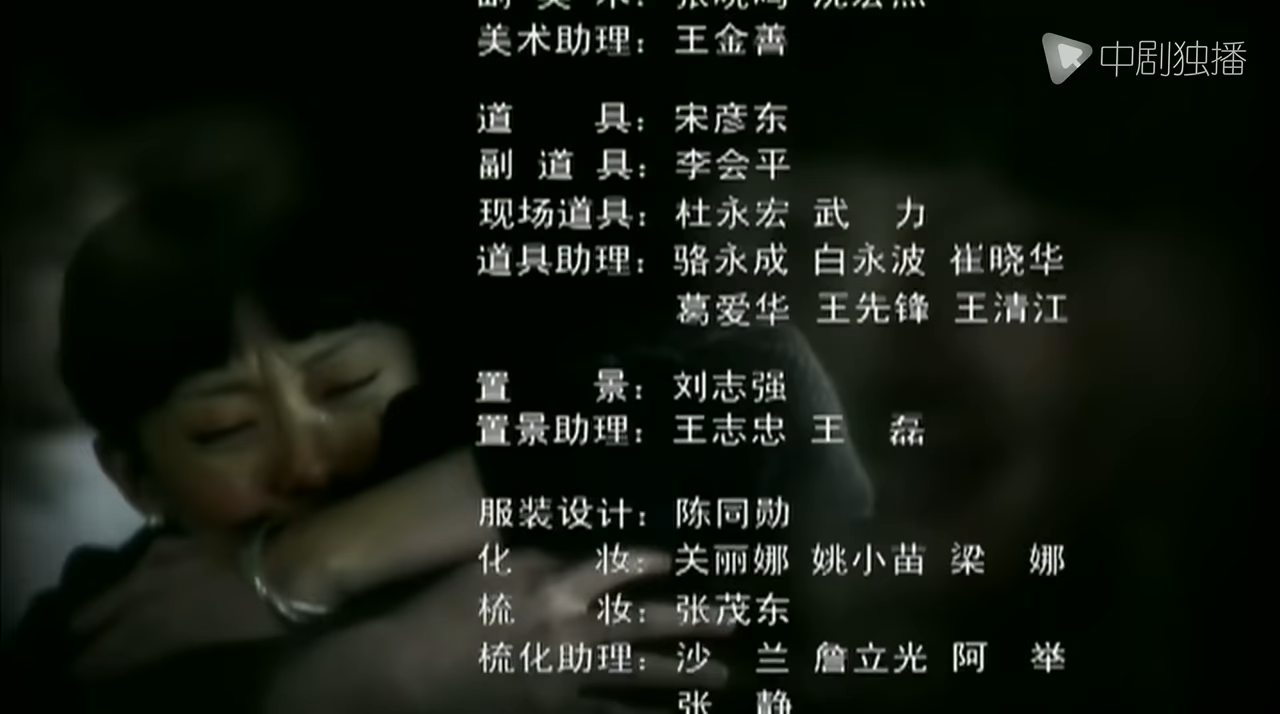 中剧独播
美术助理：王金善
道　　具：宋彦东
副 道 具：李会平
现场道具：杜永宏 武　力
道具助理：骆永成 白永波 崔晓华
葛爱华 王先锋 王清江
置　　景：刘志强
置景助理：王志忠 王　磊
服装设计：陈同勋
化　　妆：关丽娜 姚小苗 梁　娜
梳　　妆：张茂东
梳化助理：沙　兰 詹立光 阿　举
张　静